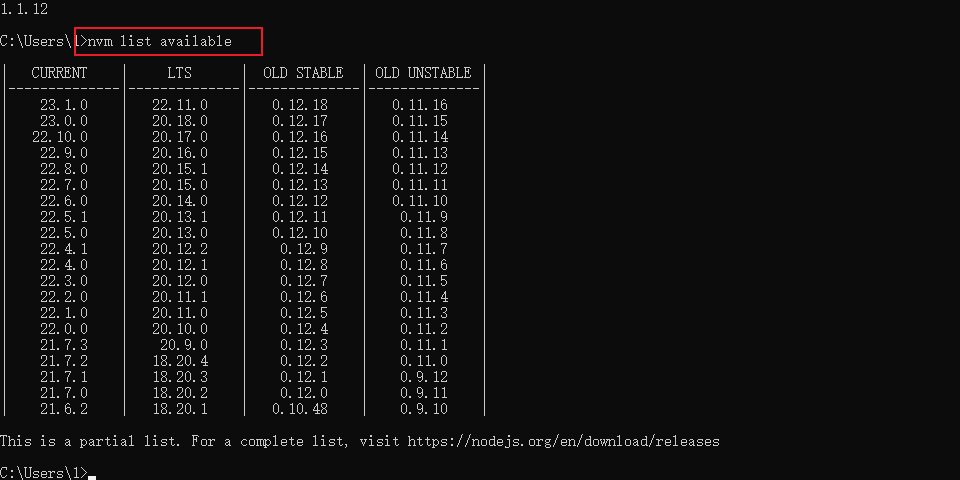 1.1.12
C:\Users\1>nvm list available
|   CURRENT    |     LTS      |  OLD STABLE  | OLD UNSTABLE |
|--------------|--------------|--------------|--------------|
|    23.1.0    |   22.11.0    |   0.12.18    |   0.11.16    |
|    23.0.0    |   20.18.0    |   0.12.17    |   0.11.15    |
|   22.10.0    |   20.17.0    |   0.12.16    |   0.11.14    |
|    22.9.0    |   20.16.0    |   0.12.15    |   0.11.13    |
|    22.8.0    |   20.15.1    |   0.12.14    |   0.11.12    |
|    22.7.0    |   20.15.0    |   0.12.13    |   0.11.11    |
|    22.6.0    |   20.14.0    |   0.12.12    |   0.11.10    |
|    22.5.1    |   20.13.1    |   0.12.11    |    0.11.9    |
|    22.5.0    |   20.13.0    |   0.12.10    |    0.11.8    |
|    22.4.1    |   20.12.2    |    0.12.9    |    0.11.7    |
|    22.4.0    |   20.12.1    |    0.12.8    |    0.11.6    |
|    22.3.0    |   20.12.0    |    0.12.7    |    0.11.5    |
|    22.2.0    |   20.11.1    |    0.12.6    |    0.11.4    |
|    22.1.0    |   20.11.0    |    0.12.5    |    0.11.3    |
|    22.0.0    |   20.10.0    |    0.12.4    |    0.11.2    |
|    21.7.3    |    20.9.0    |    0.12.3    |    0.11.1    |
|    21.7.2    |   18.20.4    |    0.12.2    |    0.11.0    |
|    21.7.1    |   18.20.3    |    0.12.1    |    0.9.12    |
|    21.7.0    |   18.20.2    |    0.12.0    |    0.9.11    |
|    21.6.2    |   18.20.1    |   0.10.48    |    0.9.10    |
This is a partial list. For a complete list, visit https://nodejs.org/en/download/releases
C:\Users\1>